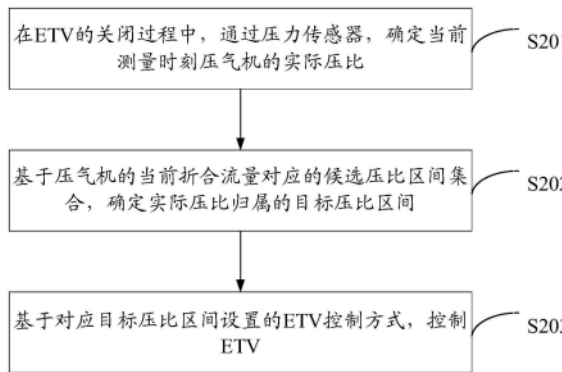 在ETV的关闭过程中，通过压力传感器，确定当前
测量时刻压气机的实际压比
S201
基于压气机的当前折合流量对应的候选压比区间集
合，确定实际压比归属的目标压比区间
S202
基于对应目标压比区间设置的ETV控制方式，控制
ETV
S203